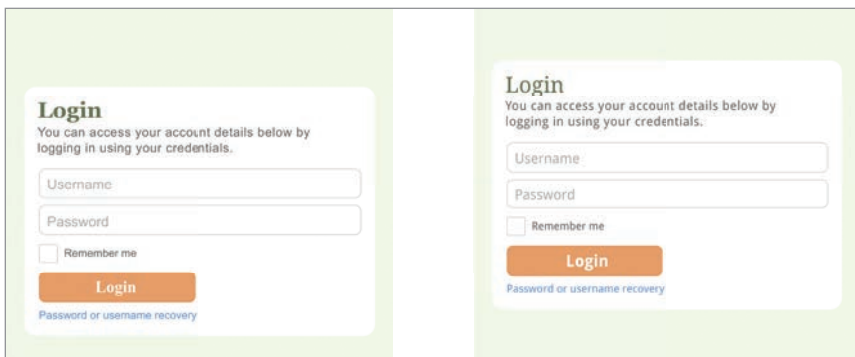 Login
You can access your account details below by
logging in using your credentials.
Username
Password
Remember me
Login
Password or username recovery
Login
You can access your account details below by
logging in using your credentials.
Username
Password
Remember me
Login
Password or username recovery